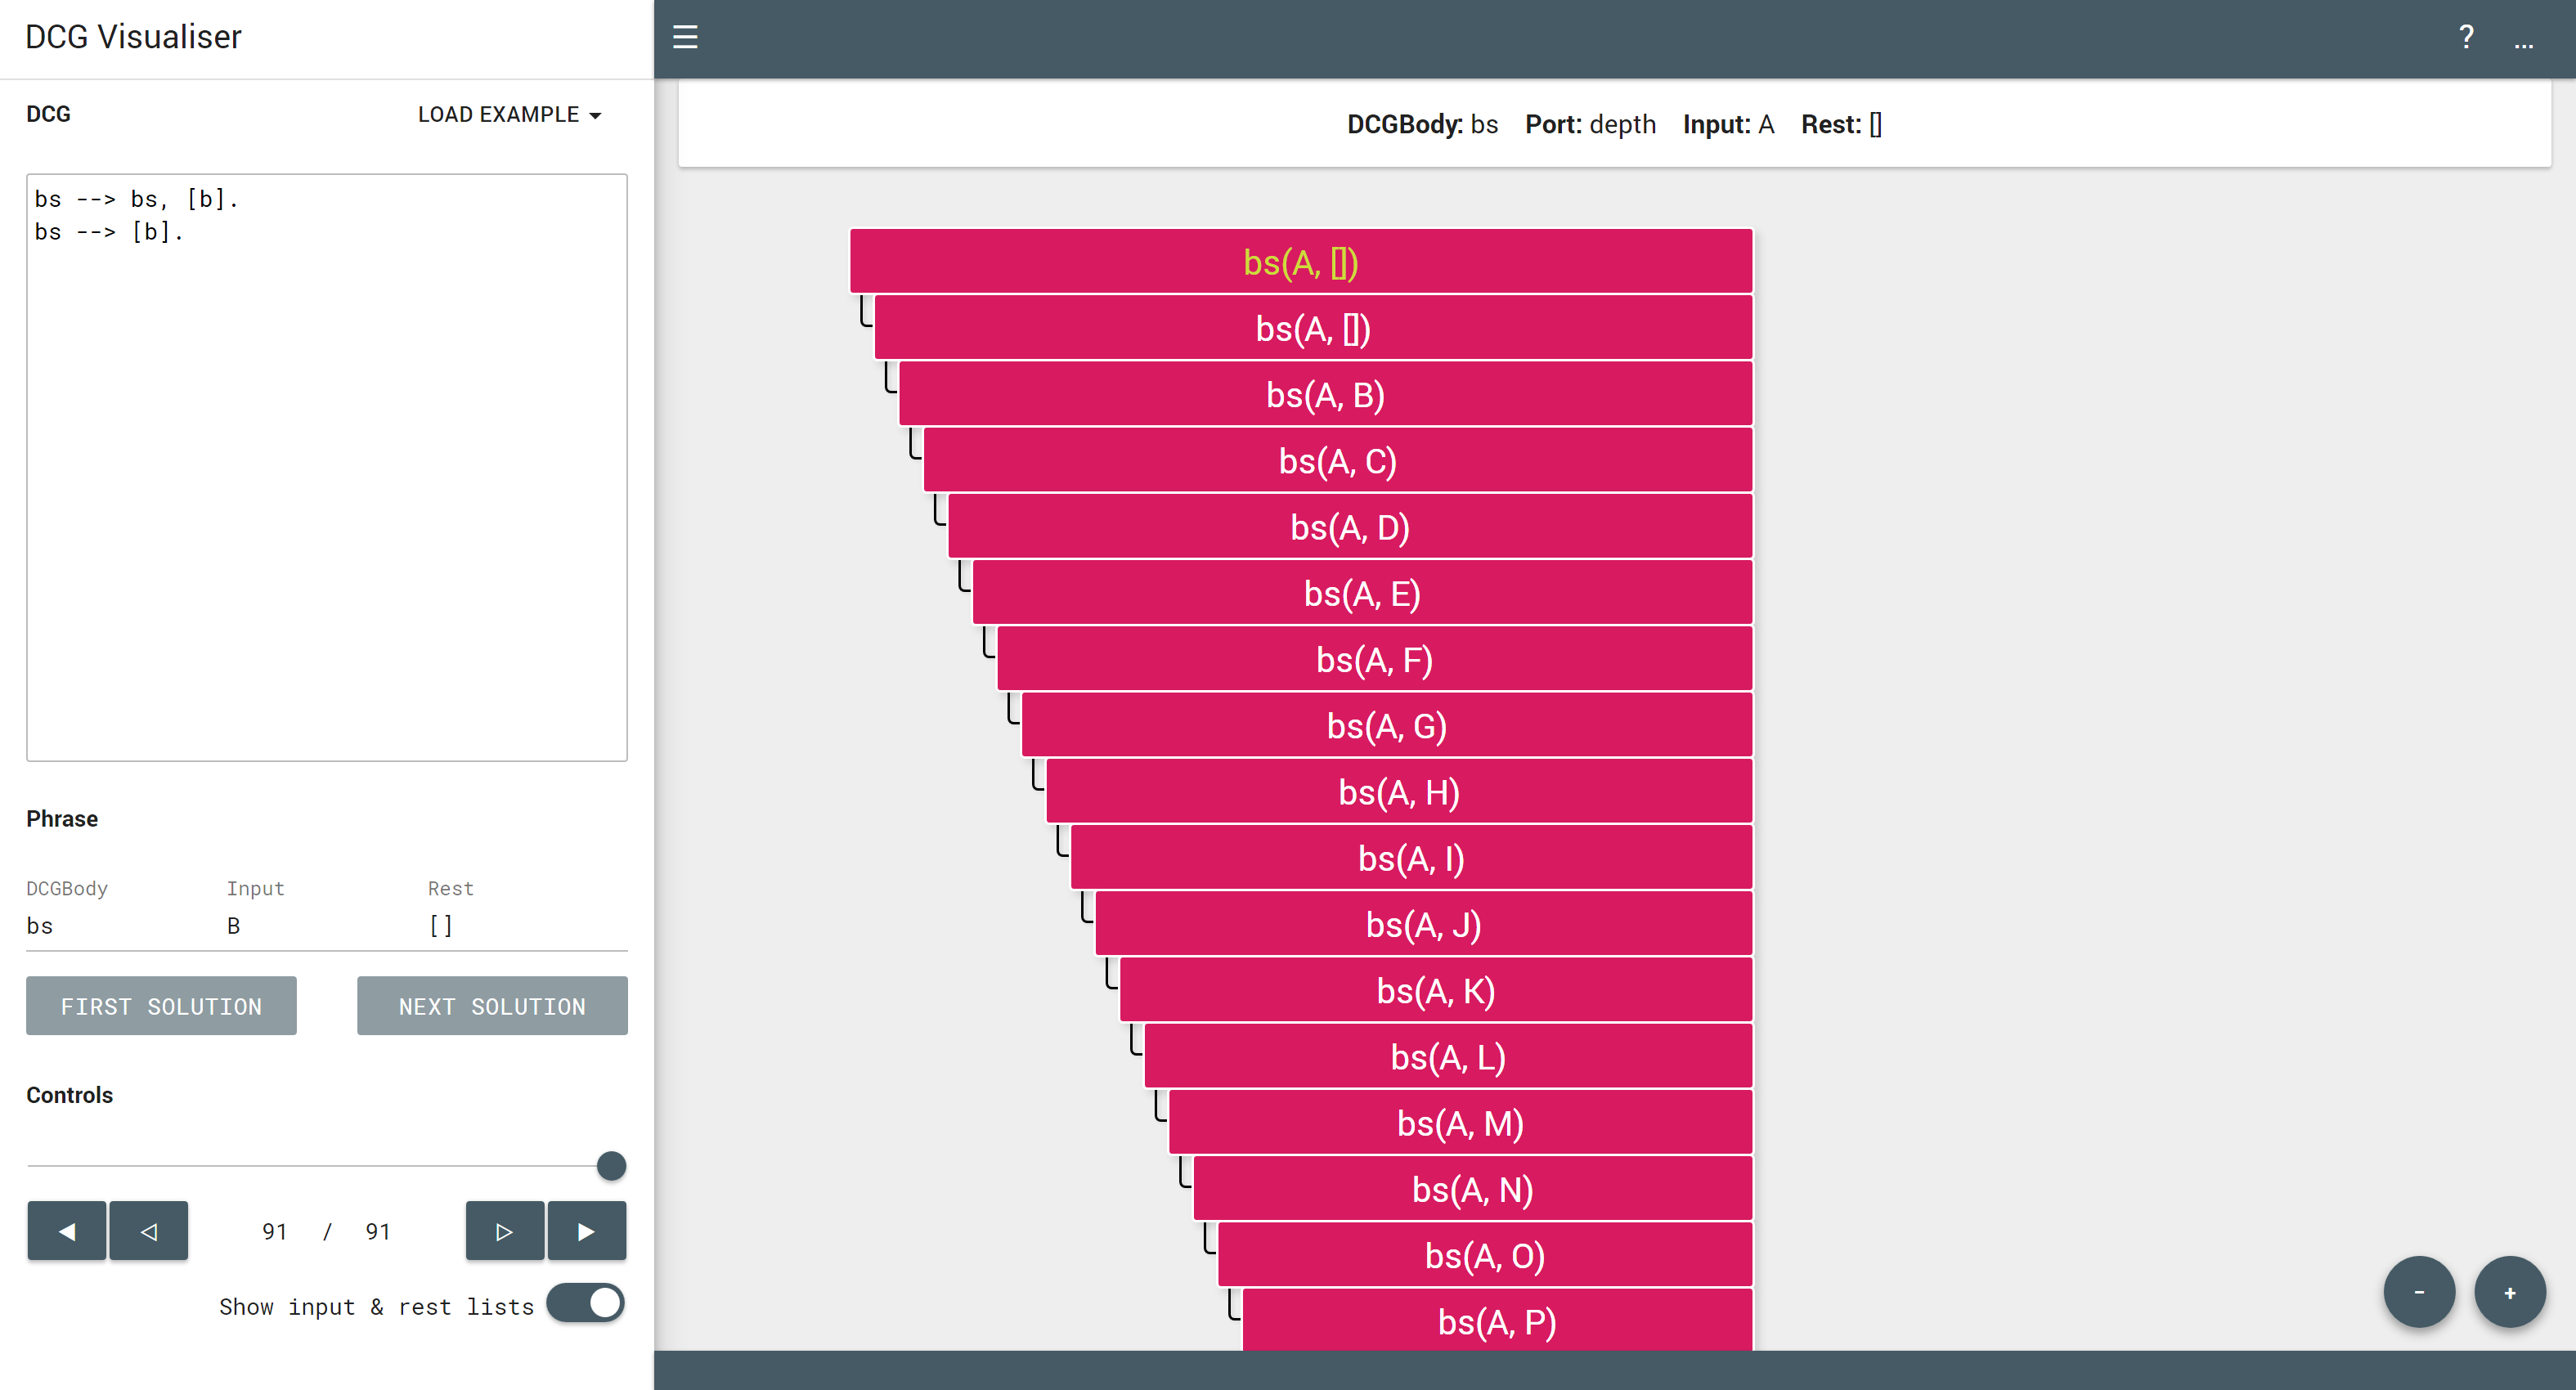 DCG Visualiser
DCG LOAD EXAMPLE
bs --> bs, [b].
bs --> [b].
Phrase
DCGBody Input Rest
bs B []
FIRST SOLUTION NEXT SOLUTION
Controls
91 / 91
Show input & rest lists
? ...
DCGBody: bs Port: depth Input: A Rest: []
bs(A, [])
bs(A, [])
bs(A, B)
bs(A, C)
bs(A, D)
bs(A, E)
bs(A, F)
bs(A, G)
bs(A, H)
bs(A, I)
bs(A, J)
bs(A, K)
bs(A, L)
bs(A, M)
bs(A, N)
bs(A, O)
bs(A, P)
- +